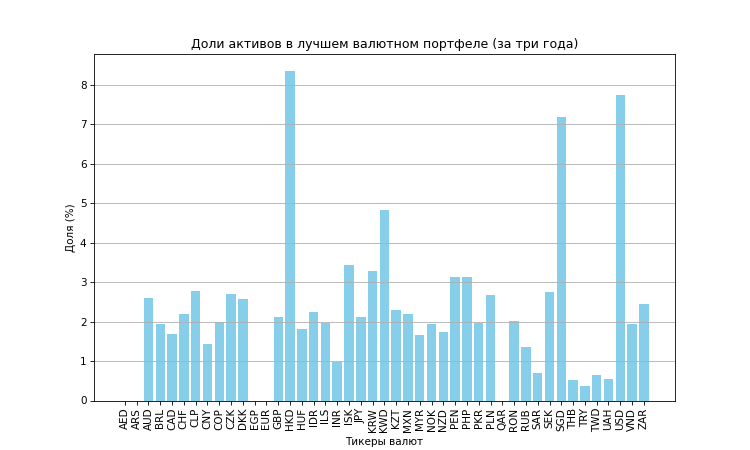 Доли активов в лучшем валютном портфеле (за три года)
Доля (%)
8
7
6
5
4
3
2
1
0
AED ARS AUD BRL CAD CHF CLP CNY COP CZK DKK EGP EUR GBP HKD HUF IDR ILS INR ISK JPY KRW KWD KZT MXN MYR NOK NZD PEN PHP PKR PLN QAR RON RUB SAR SEK SGD THB TRY TWD UAH USD VND ZAR
Тикеры валют